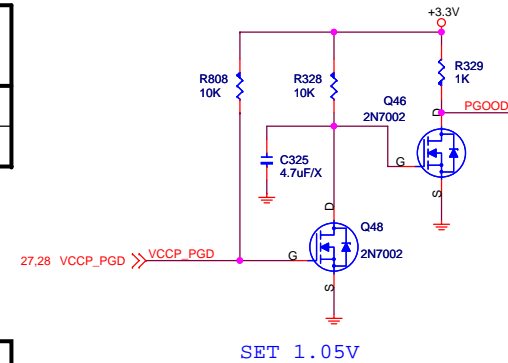 +3.3V
R808
10K
R328
10K
R329
1K
Q46
2N7002
D
PGOOD
G
S
C325
4.7uF/X
D
Q48
2N7002
G
S
27,28 VCCP_PGD
VCCP_PGD
SET 1.05V